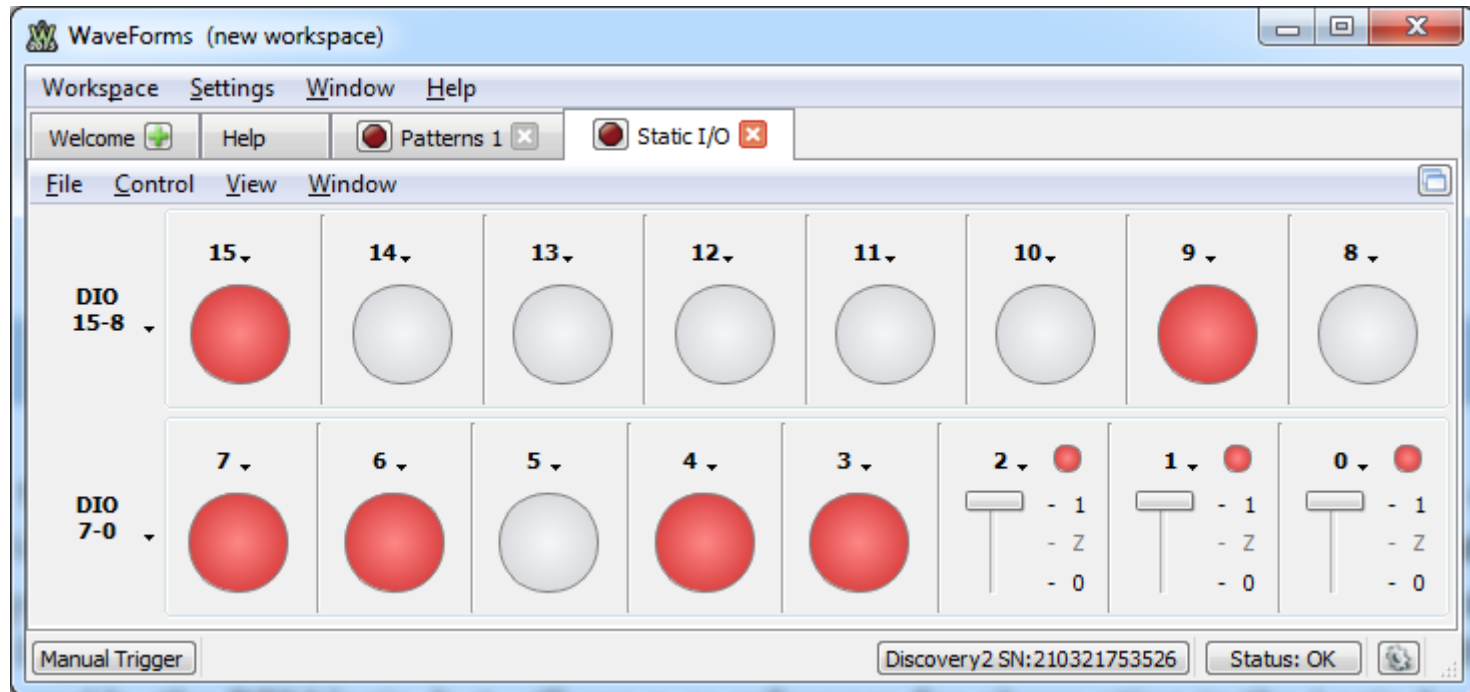 WaveForms (new workspace)
Workspace Settings Window Help
Welcome Help Patterns 1 Static I/O
File Control View Window
DIO
15-8
15 14 13 12 11 10 9 8
DIO
7-0
7 6 5 4 3 2 1 0
- 1 - 1 - 1
- Z - Z - Z
- 0 - 0 - 0
Manual Trigger Discovery2 SN:210321753526 Status: OK